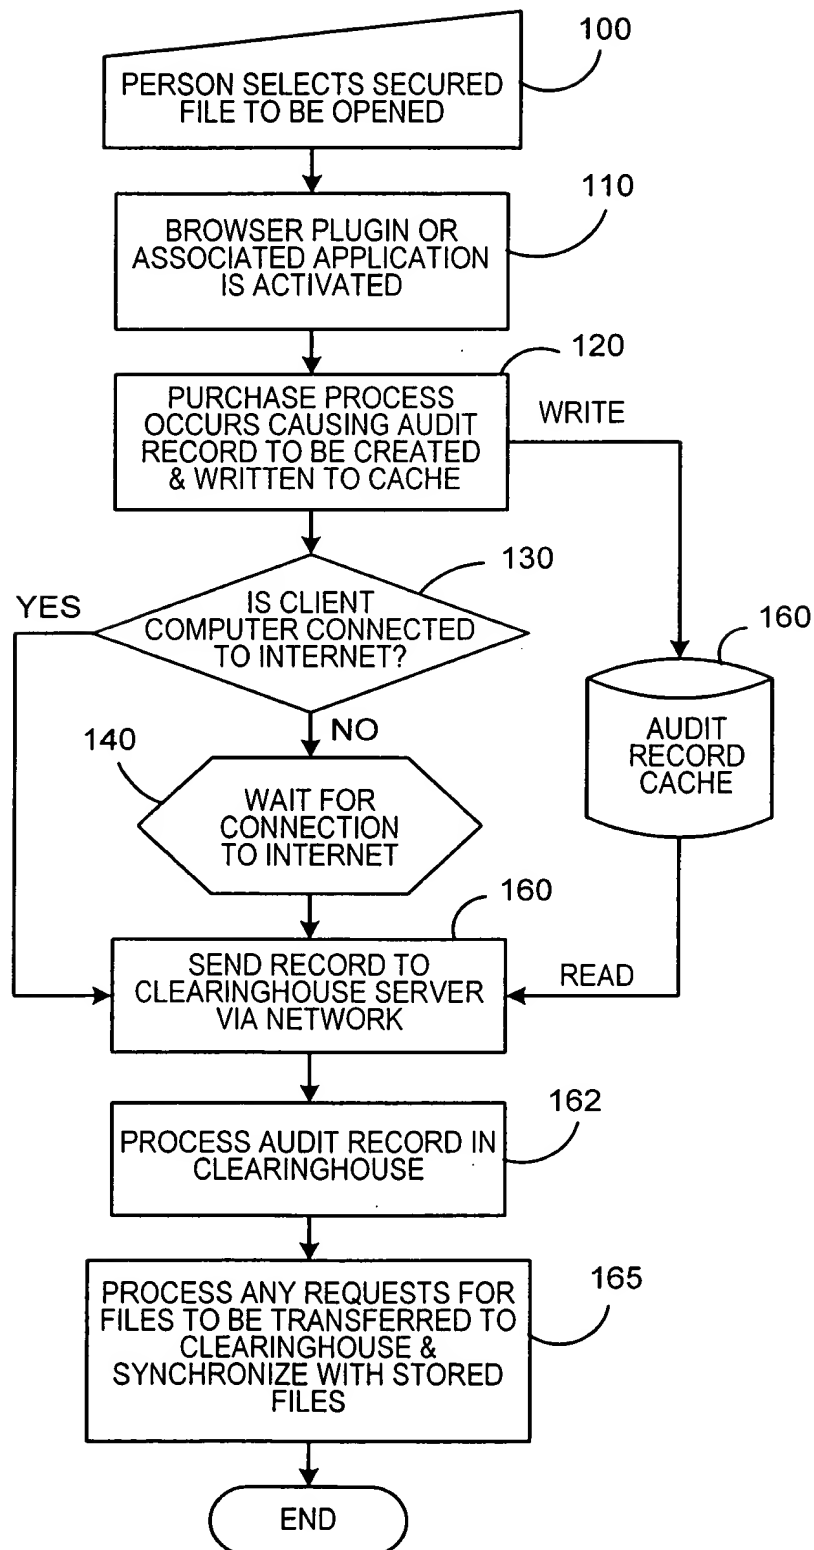 100
PERSON SELECTS SECURED
FILE TO BE OPENED
110
BROWSER PLUGIN OR
ASSOCIATED APPLICATION
IS ACTIVATED
120
PURCHASE PROCESS
OCCURS CAUSING AUDIT
RECORD TO BE CREATED
& WRITTEN TO CACHE
WRITE
130
YES
IS CLIENT
COMPUTER CONNECTED
TO INTERNET?
160
AUDIT
RECORD
CACHE
NO
140
WAIT FOR
CONNECTION
TO INTERNET
160
SEND RECORD TO
CLEARINGHOUSE SERVER
VIA NETWORK
READ
162
PROCESS AUDIT RECORD IN
CLEARINGHOUSE
165
PROCESS ANY REQUESTS FOR
FILES TO BE TRANSFERRED TO
CLEARINGHOUSE &
SYNCHRONIZE WITH STORED
FILES
END